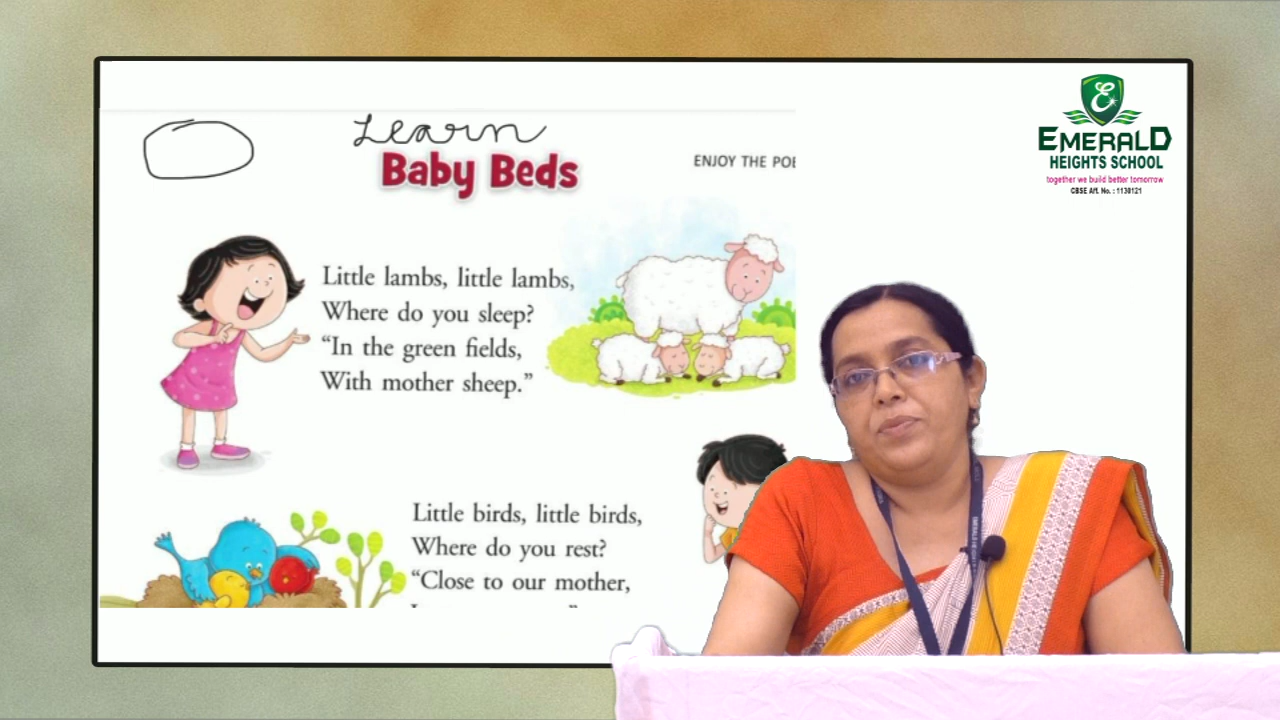 Learn
Baby Beds
ENJOY THE
Little lambs, little lambs,
Where do you sleep?
“In the green fields,
With mother sheep.”
Little birds, little birds,
Where do you rest?
“Close to our mother,
E
EMERALD
HEIGHTS SCHOOL
together we build better tomorrow
CBSE Aff. No. : 1130121